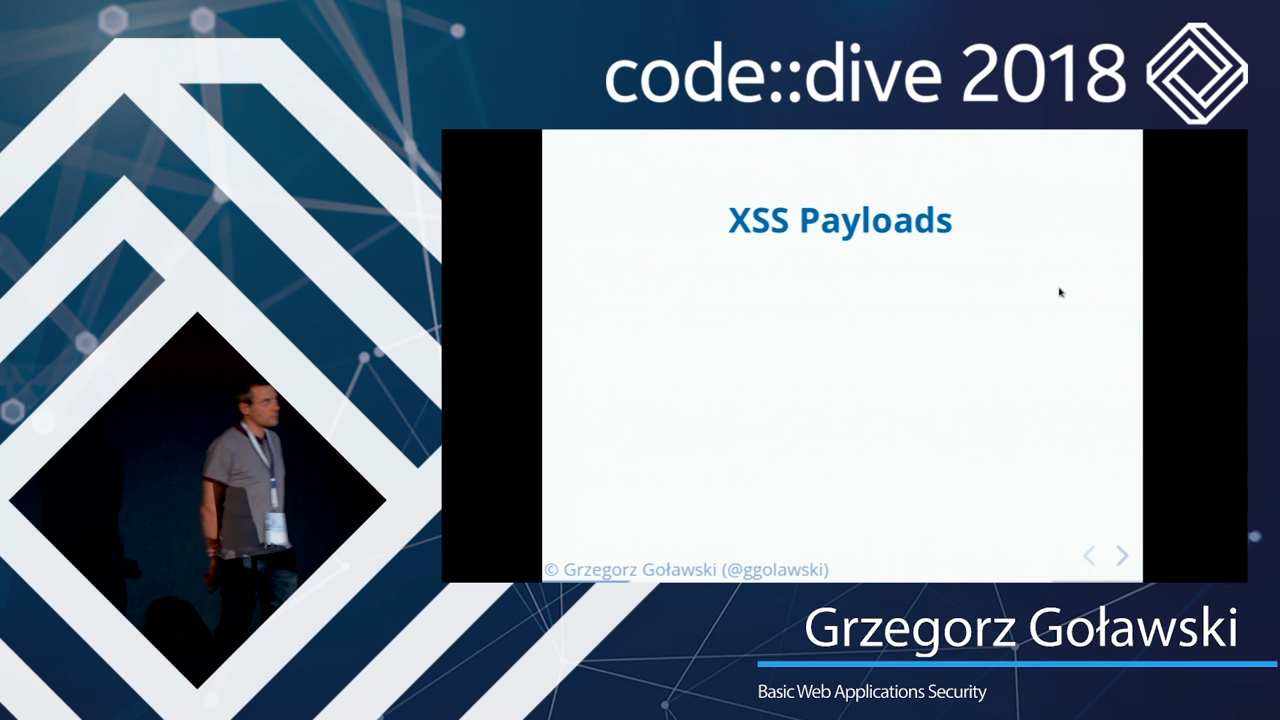 code::dive 2018
XSS Payloads
© Grzegorz Goławski (@ggolawski)
Grzegorz Goławski
Basic Web Applications Security